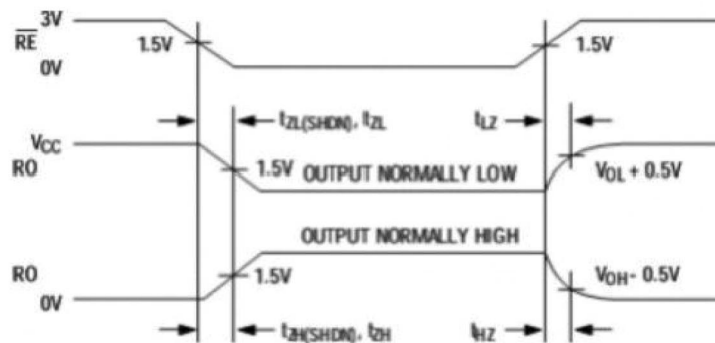 3V
RE
1.5V
1.5V
0V
tZL(SHDN), tZL
tLZ
VCC
RO
1.5V
OUTPUT NORMALLY LOW
VOL + 0.5V
OUTPUT NORMALLY HIGH
RO
1.5V
VOH - 0.5V
0V
tZH(SHDN), tZH
tHZ